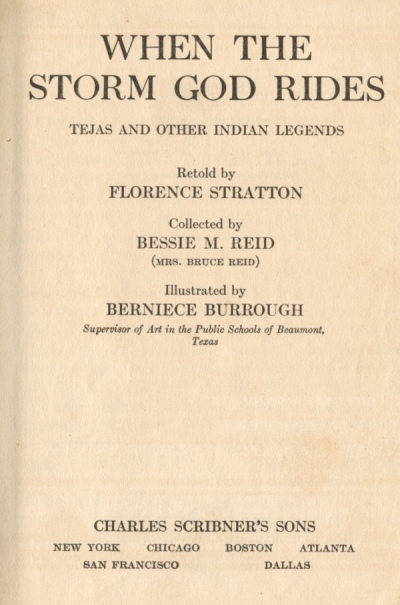 WHEN THE
STORM GOD RIDES
TEJAS AND OTHER INDIAN LEGENDS
Retold by
FLORENCE STRATTON
Collected by
BESSIE M. REID
(MRS. BRUCE REID)
Illustrated by
BERNIECE BURROUGH
Supervisor of Art in the Public Schools of Beaumont,
Texas
CHARLES SCRIBNER'S SONS
NEW YORK CHICAGO BOSTON ATLANTA
SAN FRANCISCO DALLAS